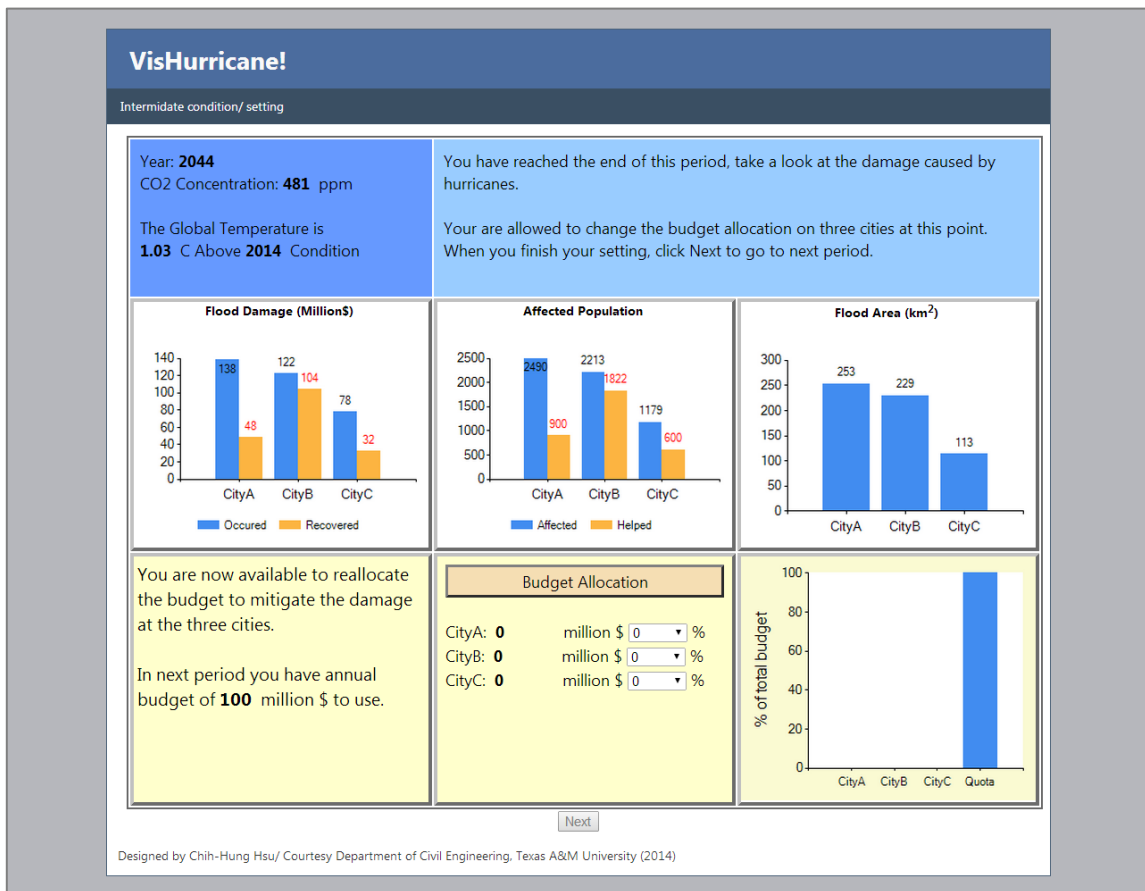 VisHurricane!
Intermidate condition/ setting
Year: 2044
CO2 Concentration: 481 ppm
The Global Temperature is
1.03 C Above 2014 Condition
You have reached the end of this period, take a look at the damage caused by
hurricanes.
Your are allowed to change the budget allocation on three cities at this point.
When you finish your setting, click Next to go to next period.
Flood Damage (Million$)
140
120
100
80
60
40
20
0
138
48
122
104
78
32
CityA CityB CityC
Occured Recovered
Affected Population
2500
2000
1500
1000
500
0
2490
900
2213
1822
1179
600
CityA CityB CityC
Affected Helped
Flood Area (km²)
300
250
200
150
100
50
0
253
229
113
CityA CityB CityC
You are now available to reallocate
the budget to mitigate the damage
at the three cities.
In next period you have annual
budget of 100 million $ to use.
Budget Allocation
CityA: 0 million $ 0 %
CityB: 0 million $ 0 %
CityC: 0 million $ 0 %
% of total budget
100
80
60
40
20
0
CityA CityB CityC Quota
Next
Designed by Chih-Hung Hsu/ Courtesy Department of Civil Engineering, Texas A&M University (2014)